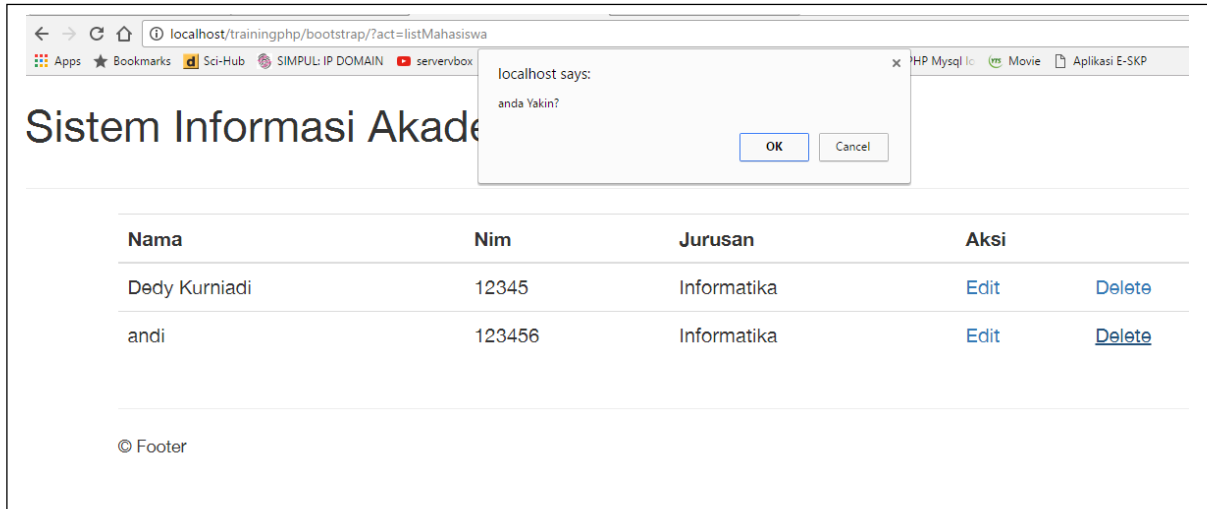 localhost/trainingphp/bootstrap/?act=listMahasiswa
Apps Bookmarks Sci-Hub SIMPUL: IP DOMAIN servervbox PHP Mysql lo Movie Aplikasi E-SKP
localhost says:
anda Yakin?
OK Cancel
Sistem Informasi Akade
Nama Nim Jurusan Aksi
Dedy Kurniadi 12345 Informatika Edit Delete
andi 123456 Informatika Edit Delete
© Footer